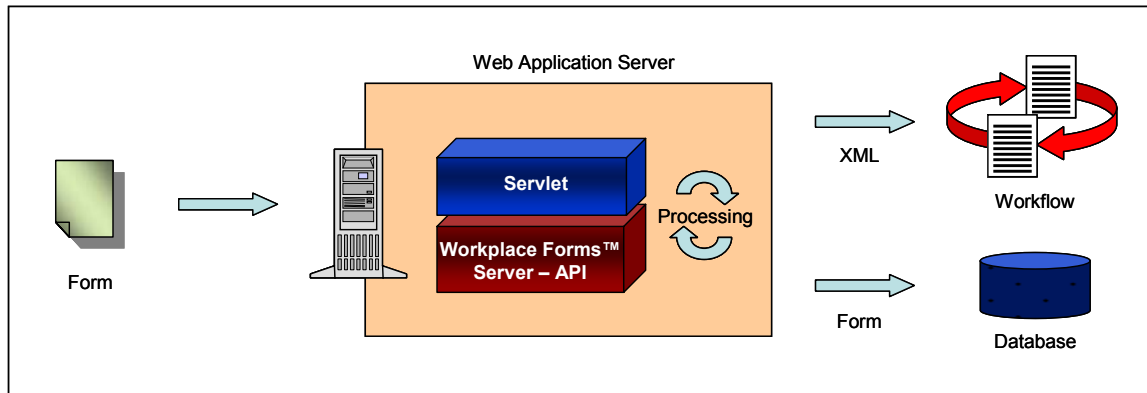 Web Application Server
Form
Servlet
Workplace Forms™
Server – API
Processing
XML
Workflow
Form
Database